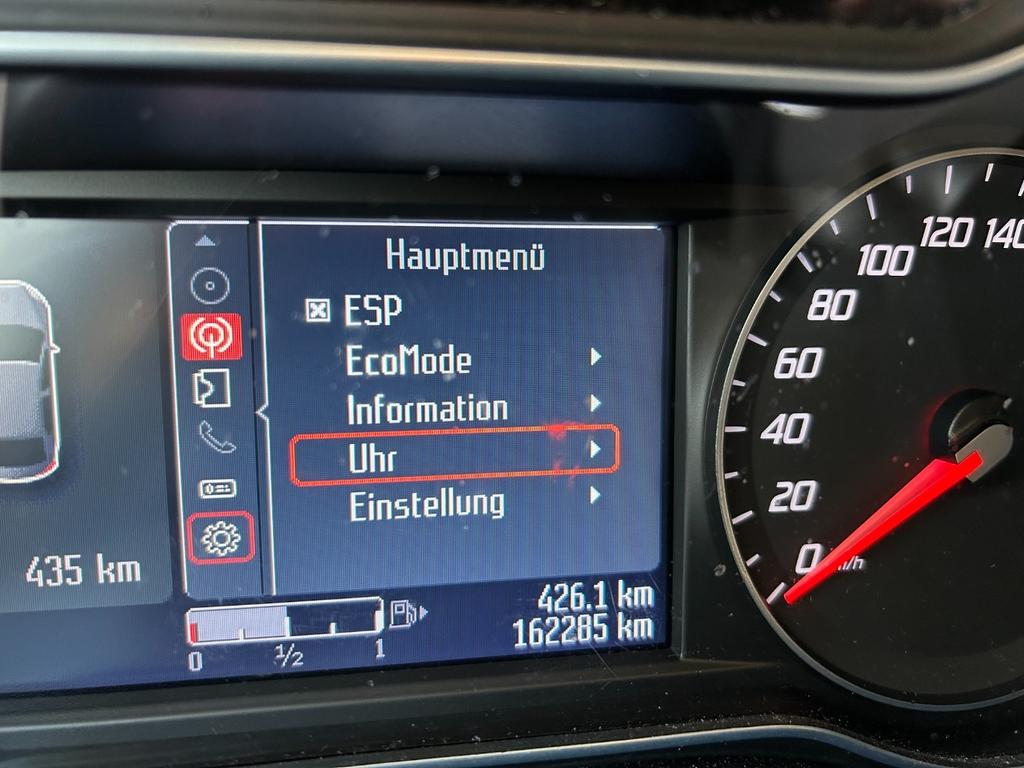 Hauptmenü
ESP
EcoMode
Information
Uhr
Einstellung
435 km
426.1 km
162285 km
0 1/2 1
0
20
40
60
80
100
120
140